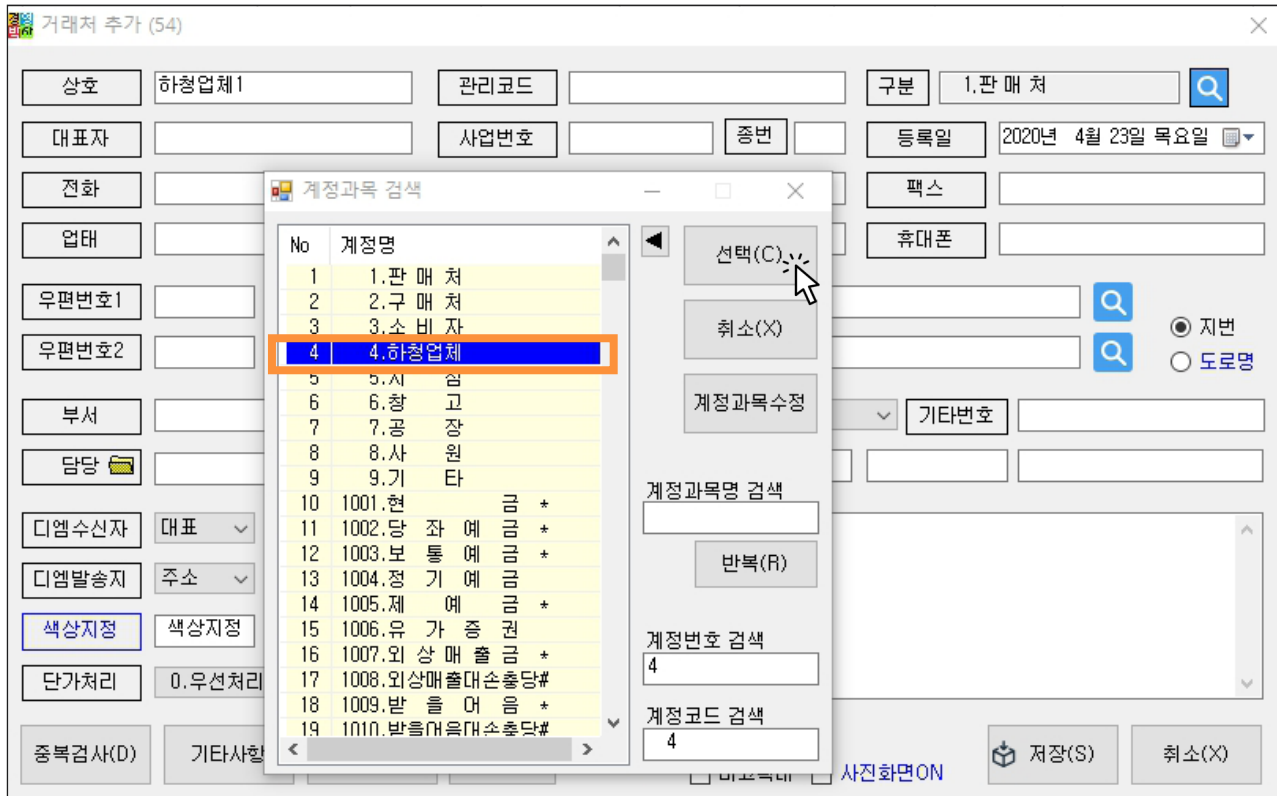 거래처 추가 (54)
상호 하청업체1 관리코드 구분 1.판 매 처
대표자 사업번호 종번 등록일 2020년 4월 23일 목요일
전화 팩스
업태 휴대폰
우편번호1
우편번호2
지번
도로명
부서 기타번호
담당
디엠수신자 대표
디엠발송지 주소
색상지정 색상지정
단가처리 0.우선처리
중복검사(D) 기타사항 사진화면ON 저장(S) 취소(X)
계정과목 검색
No 계정명
1 1.판 매 처
2 2.구 매 처
3 3.소 비 자
4 4.하청업체
5 5.지 점
6 6.창 고
7 7.공 장
8 8.사 원
9 9.기 타
10 1001.현 금 *
11 1002.당 좌 예 금 *
12 1003.보 통 예 금 *
13 1004.정 기 예 금
14 1005.제 예 금 *
15 1006.유 가 증 권
16 1007.외 상 매 출 금 *
17 1008.외상매출대손충당#
18 1009.받 을 어 음 *
19 1010.받을어음대손충당#
선택(C)
취소(X)
계정과목수정
계정과목명 검색
반복(R)
계정번호 검색
4
계정코드 검색
4